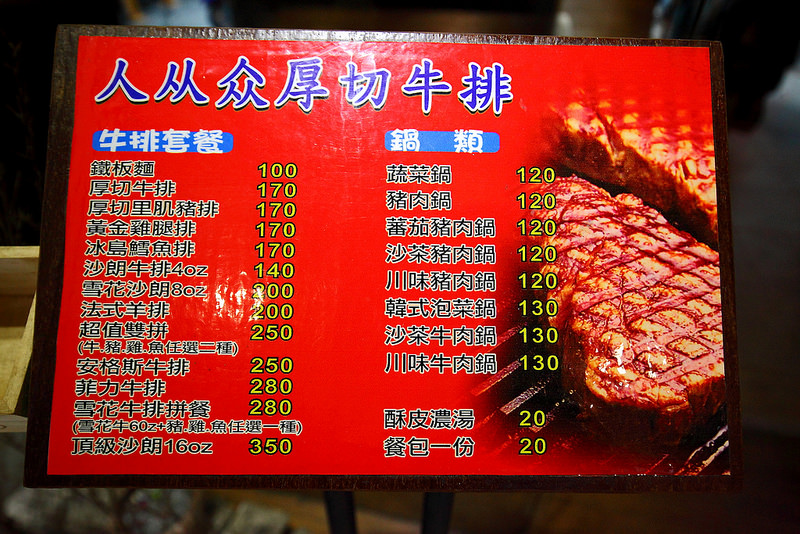 人从众厚切牛排
牛排套餐
鐵板麵 100
厚切牛排 170
厚切里肌豬排 170
黃金雞腿排 170
冰島鱈魚排 170
沙朗牛排4oz 140
雪花沙朗8oz 200
法式羊排 200
超值雙拼 250
(牛.豬.雞.魚任選二種)
安格斯牛排 250
菲力牛排 280
雪花牛排拼餐 280
(雪花牛6oz+豬.雞.魚任選一種)
頂級沙朗16oz 350
鍋 類
蔬菜鍋 120
豬肉鍋 120
蕃茄豬肉鍋 120
沙茶豬肉鍋 120
川味豬肉鍋 120
韓式泡菜鍋 130
沙茶牛肉鍋 130
川味牛肉鍋 130
酥皮濃湯 20
餐包一份 20